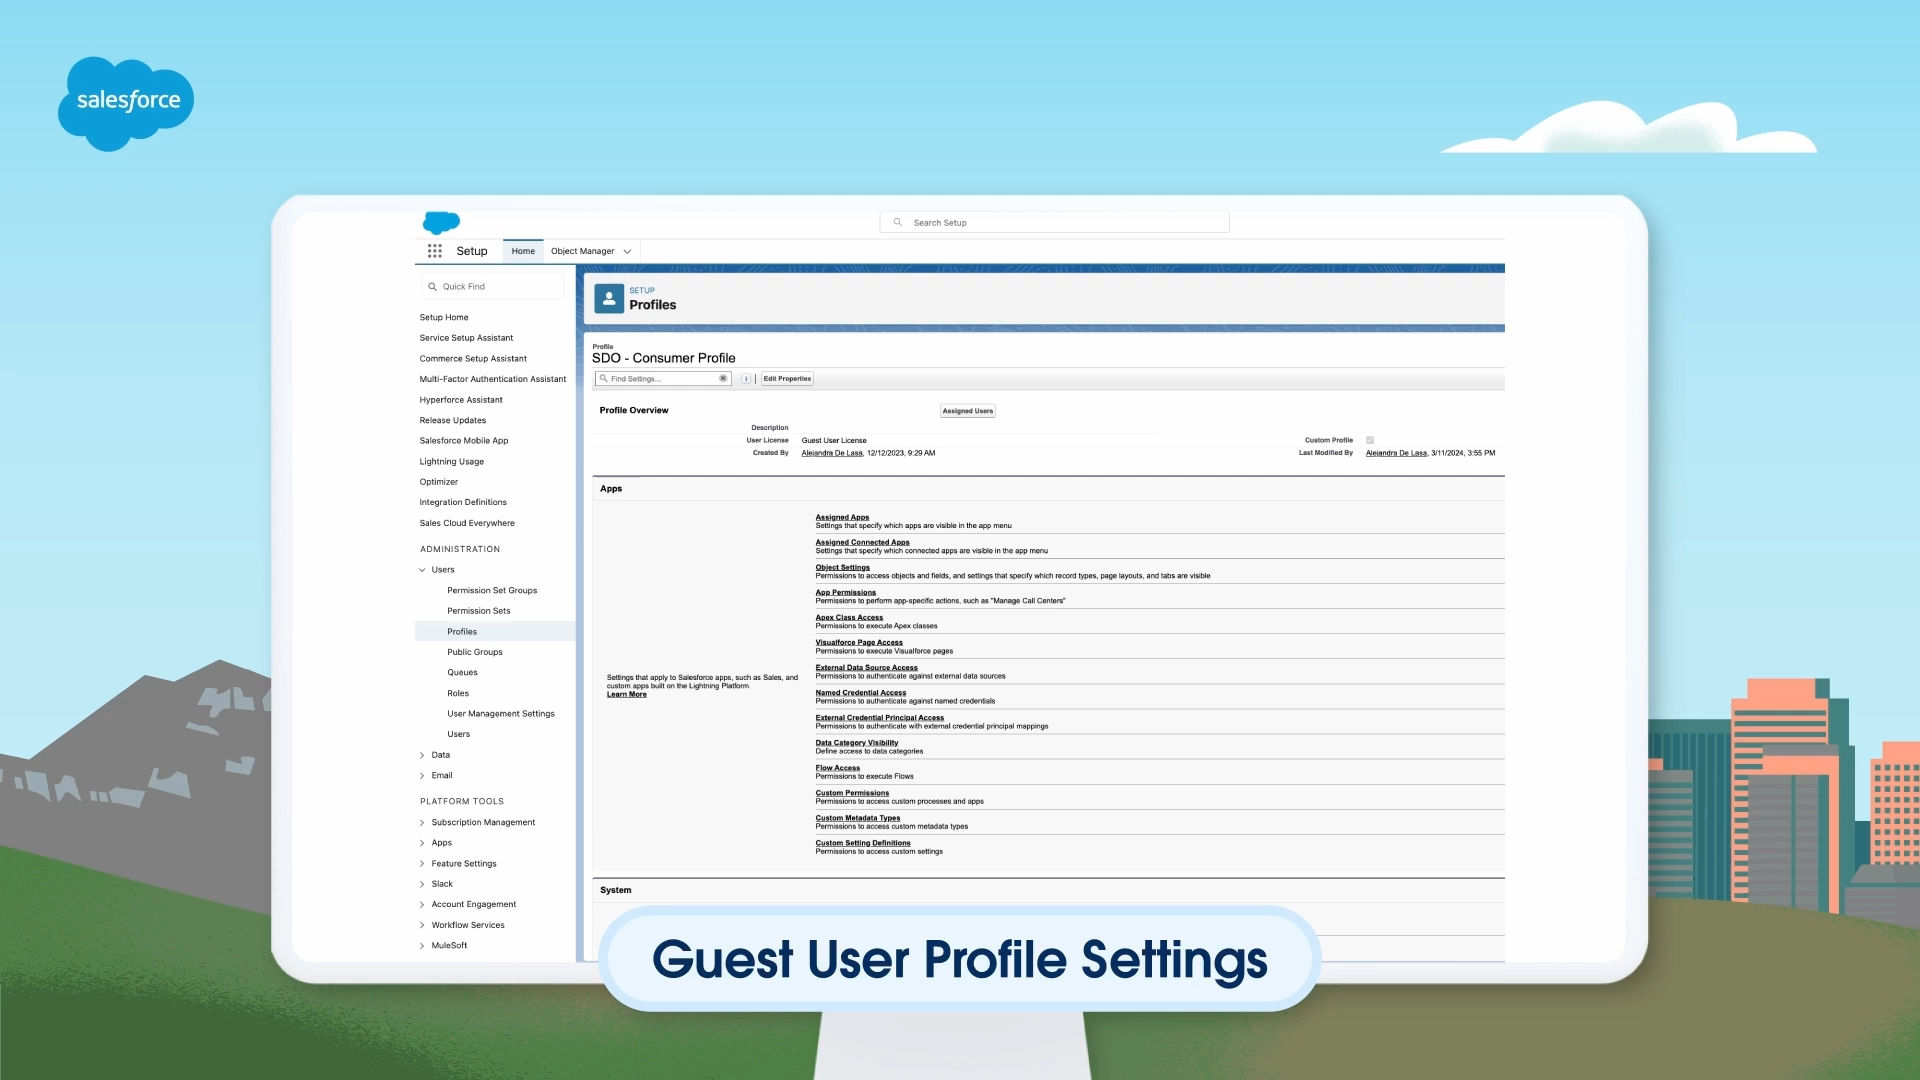 salesforce
Search Setup
Setup
Home
Object Manager
Quick Find
Setup Home
Service Setup Assistant
Commerce Setup Assistant
Multi-Factor Authentication Assistant
Hyperforce Assistant
Release Updates
Salesforce Mobile App
Lightning Usage
Optimizer
Integration Definitions
Sales Cloud Everywhere
ADMINISTRATION
Users
Permission Set Groups
Permission Sets
Profiles
Public Groups
Queues
Roles
User Management Settings
Users
Data
Email
PLATFORM TOOLS
Subscription Management
Apps
Feature Settings
Slack
Account Engagement
Workflow Services
MuleSoft
SETUP
Profiles
Profile
SDO - Consumer Profile
Find Settings...
Edit Properties
Profile Overview
Assigned Users
Description
User License Guest User License
Custom Profile
Created By Alejandra De Lasa, 12/12/2023, 9:29 AM
Last Modified By Alejandra De Lasa, 3/11/2024, 3:55 PM
Apps
Settings that apply to Salesforce apps, such as Sales, and
custom apps built on the Lightning Platform
Learn More
Assigned Apps
Settings that specify which apps are visible in the app menu
Assigned Connected Apps
Settings that specify which connected apps are visible in the app menu
Object Settings
Permissions to access objects and fields, and settings that specify which record types, page layouts, and tabs are visible
App Permissions
Permissions to perform app-specific actions, such as "Manage Call Centers"
Apex Class Access
Permissions to execute Apex classes
Visualforce Page Access
Permissions to execute Visualforce pages
External Data Source Access
Permissions to authenticate against external data sources
Named Credential Access
Permissions to authenticate against named credentials
External Credential Principal Access
Permissions to authenticate with external credential principal mappings
Data Category Visibility
Define access to data categories
Flow Access
Permissions to execute Flows
Custom Permissions
Permissions to access custom processes and apps
Custom Metadata Types
Permissions to access custom metadata types
Custom Setting Definitions
Permissions to access custom settings
System
Guest User Profile Settings